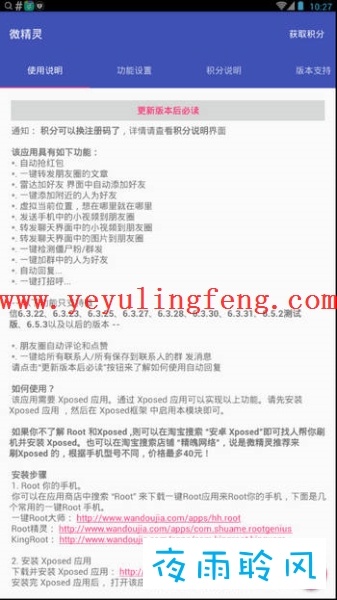 10:27
微精灵
获取积分
使用说明 功能设置 积分说明 版本支持
更新版本后必读
通知： 积分可以换注册码了，详情请查看积分说明界面
该应用具有如下功能：
*. 自动抢红包
*. 一键转发朋友圈的文章
*. 雷达加好友 界面中自动添加好友
*. 一键添加附近的人为好友
*. 虚拟当前位置，想在哪里就在哪里
*. 发送手机中的小视频到朋友圈
*. 转发聊天界面中的小视频到朋友圈
*. 转发聊天界面中的图片到朋友圈
*. 一键检测僵尸粉/群发
*. 一键加群中的人为好友
*. 自动回复...
*. 一键打招呼...
www.yeyulingfeng.com
信6.3.22、6.3.23、6.3.25、6.3.27、6.3.28、6.3.30、6.3.31、6.5.2测试
版、6.5.3以及以后的版本 --
*. 朋友圈自动评论和点赞
*. 一键给所有联系人/所有保存到联系人的群 发消息
请点击“更新版本后必读”按钮来了解如何使用自动回复
如何使用？
该应用需要 Xposed 应用。通过 Xposed 应用可以实现以上功能。请先安装
Xposed 应用 ，然后在 Xposed框架 中启用本模块即可。
如果你不了解 Root 和Xposed ,则可以在淘宝搜索 “安卓 Xposed”即可找人帮你刷
机并安装 Xposed。也可以在淘宝搜索店铺 “精魄网络”，说是微精灵推荐来
刷Xposed 的，根据手机型号不同，价格最多40元！
安装步骤
1. Root 你的手机。
你可以在应用商店中搜索 “Root” 来下载一键Root应用来Root你的手机，下面是几
个常用的一键Root 手机。
一键Root大师： http://www.wandoujia.com/apps/hh.root
Root精灵： http://www.wandoujia.com/apps/com.shuame.rootgenius
KingRoot： http://www.wandoujia.com/
2. 安装 Xposed 应用
下载并安装 Xposed 应用：http://
安装完 Xposed 应用后， 打开该应
夜雨聆风